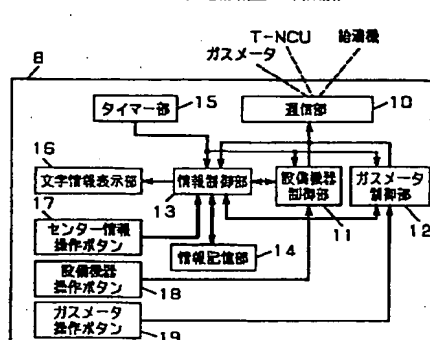 T-NCU 給湯機
ガスメータ
8
タイマー部
15
通信部
10
16
文字情報表示部
情報制御部
13
設備機器
制御部
11
ガスメータ
制御部
12
17
センター情報
操作ボタン
情報記憶部
14
設備機器
操作ボタン
18
ガスメータ
操作ボタン
19